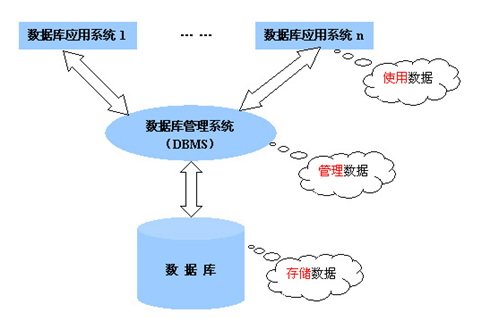 数据库应用系统 1
... ...
数据库应用系统 n
使用数据
数据库管理系统
（DBMS）
管理数据
数 据 库
存储数据